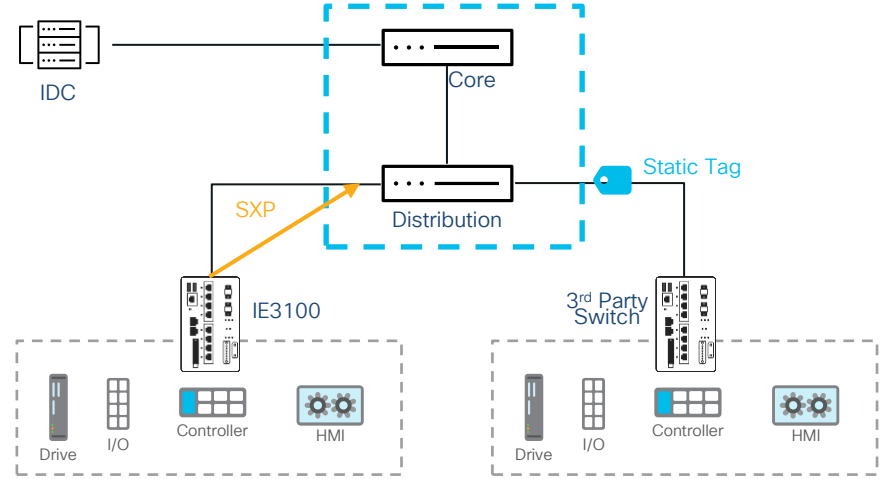 Core
IDC
Static Tag
SXP
Distribution
IE3100
3rd Party
Switch
Drive
I/O
Controller
HMI
Drive
I/O
Controller
HMI